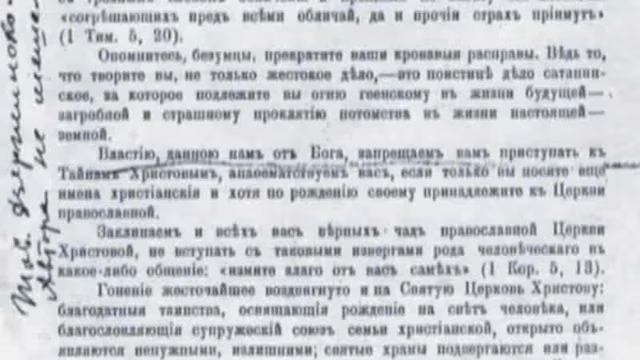 «согрѣшающихъ предъ всѣми обличай, да и прочіи страхъ пріимутъ»
(1 Тим. 5, 20).
Опомнитесь, безумцы, прекратите ваши кровавыя расправы. Вѣдь то,
что творите вы, не только жестокое дѣло,—это поистинѣ дѣло сатанин-
ское, за которое подлежите вы огню геенскому въ жизни будущей—
загробной и страшному проклятію потомства въ жизни настоящей—
земной.
Властію, данною намъ отъ Бога, запрещаемъ вамъ приступать къ
Тайнамъ Христовымъ, анаѳематствуемъ васъ, если только вы носите еще
имена христіанскія и хотя по рожденію своему принадлежите къ Церкви
православной.
Заклинаемъ и всѣхъ васъ вѣрныхъ чадъ православной Церкви
Христовой, не вступать съ таковыми извергами рода человѣческаго въ
какое-либо общеніе: «измите влаго отъ васъ самѣхъ» (1 Кор. 5, 13).
Гоненіе жесточайшее воздвигнуто и на Святую Церковь Христову:
благодатныя таинства, освящающія рожденіе на свѣтъ человѣка, или
благословляющія супружескій союзъ семьи христіанской, открыто объ-
являются ненужными, излишними; святые храмы подвергаются или раз-
Тов. Дзержинско
Автора не